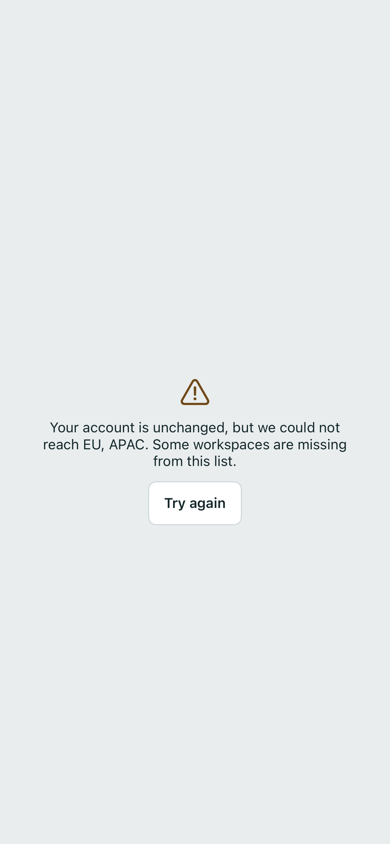 Your account is unchanged, but we could not
reach EU, APAC. Some workspaces are missing
from this list.
Try again